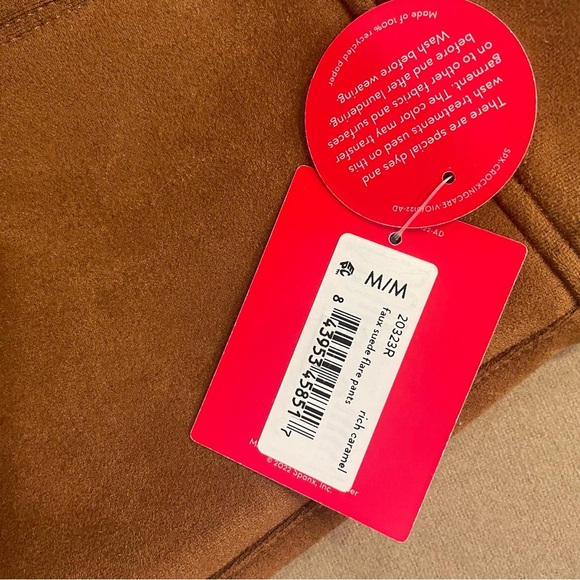 There are special dyes and
wash treatments used on this
garment. The color may transfer
on to other fabrics and surfaces
before and after laundering.
Wash before wearing.
Made of 100% recycled paper
22-AD
M/M
20323R
faux suede flare pants
rich caramel
8 43953 45851 7
© 2022 Spanx, Inc.